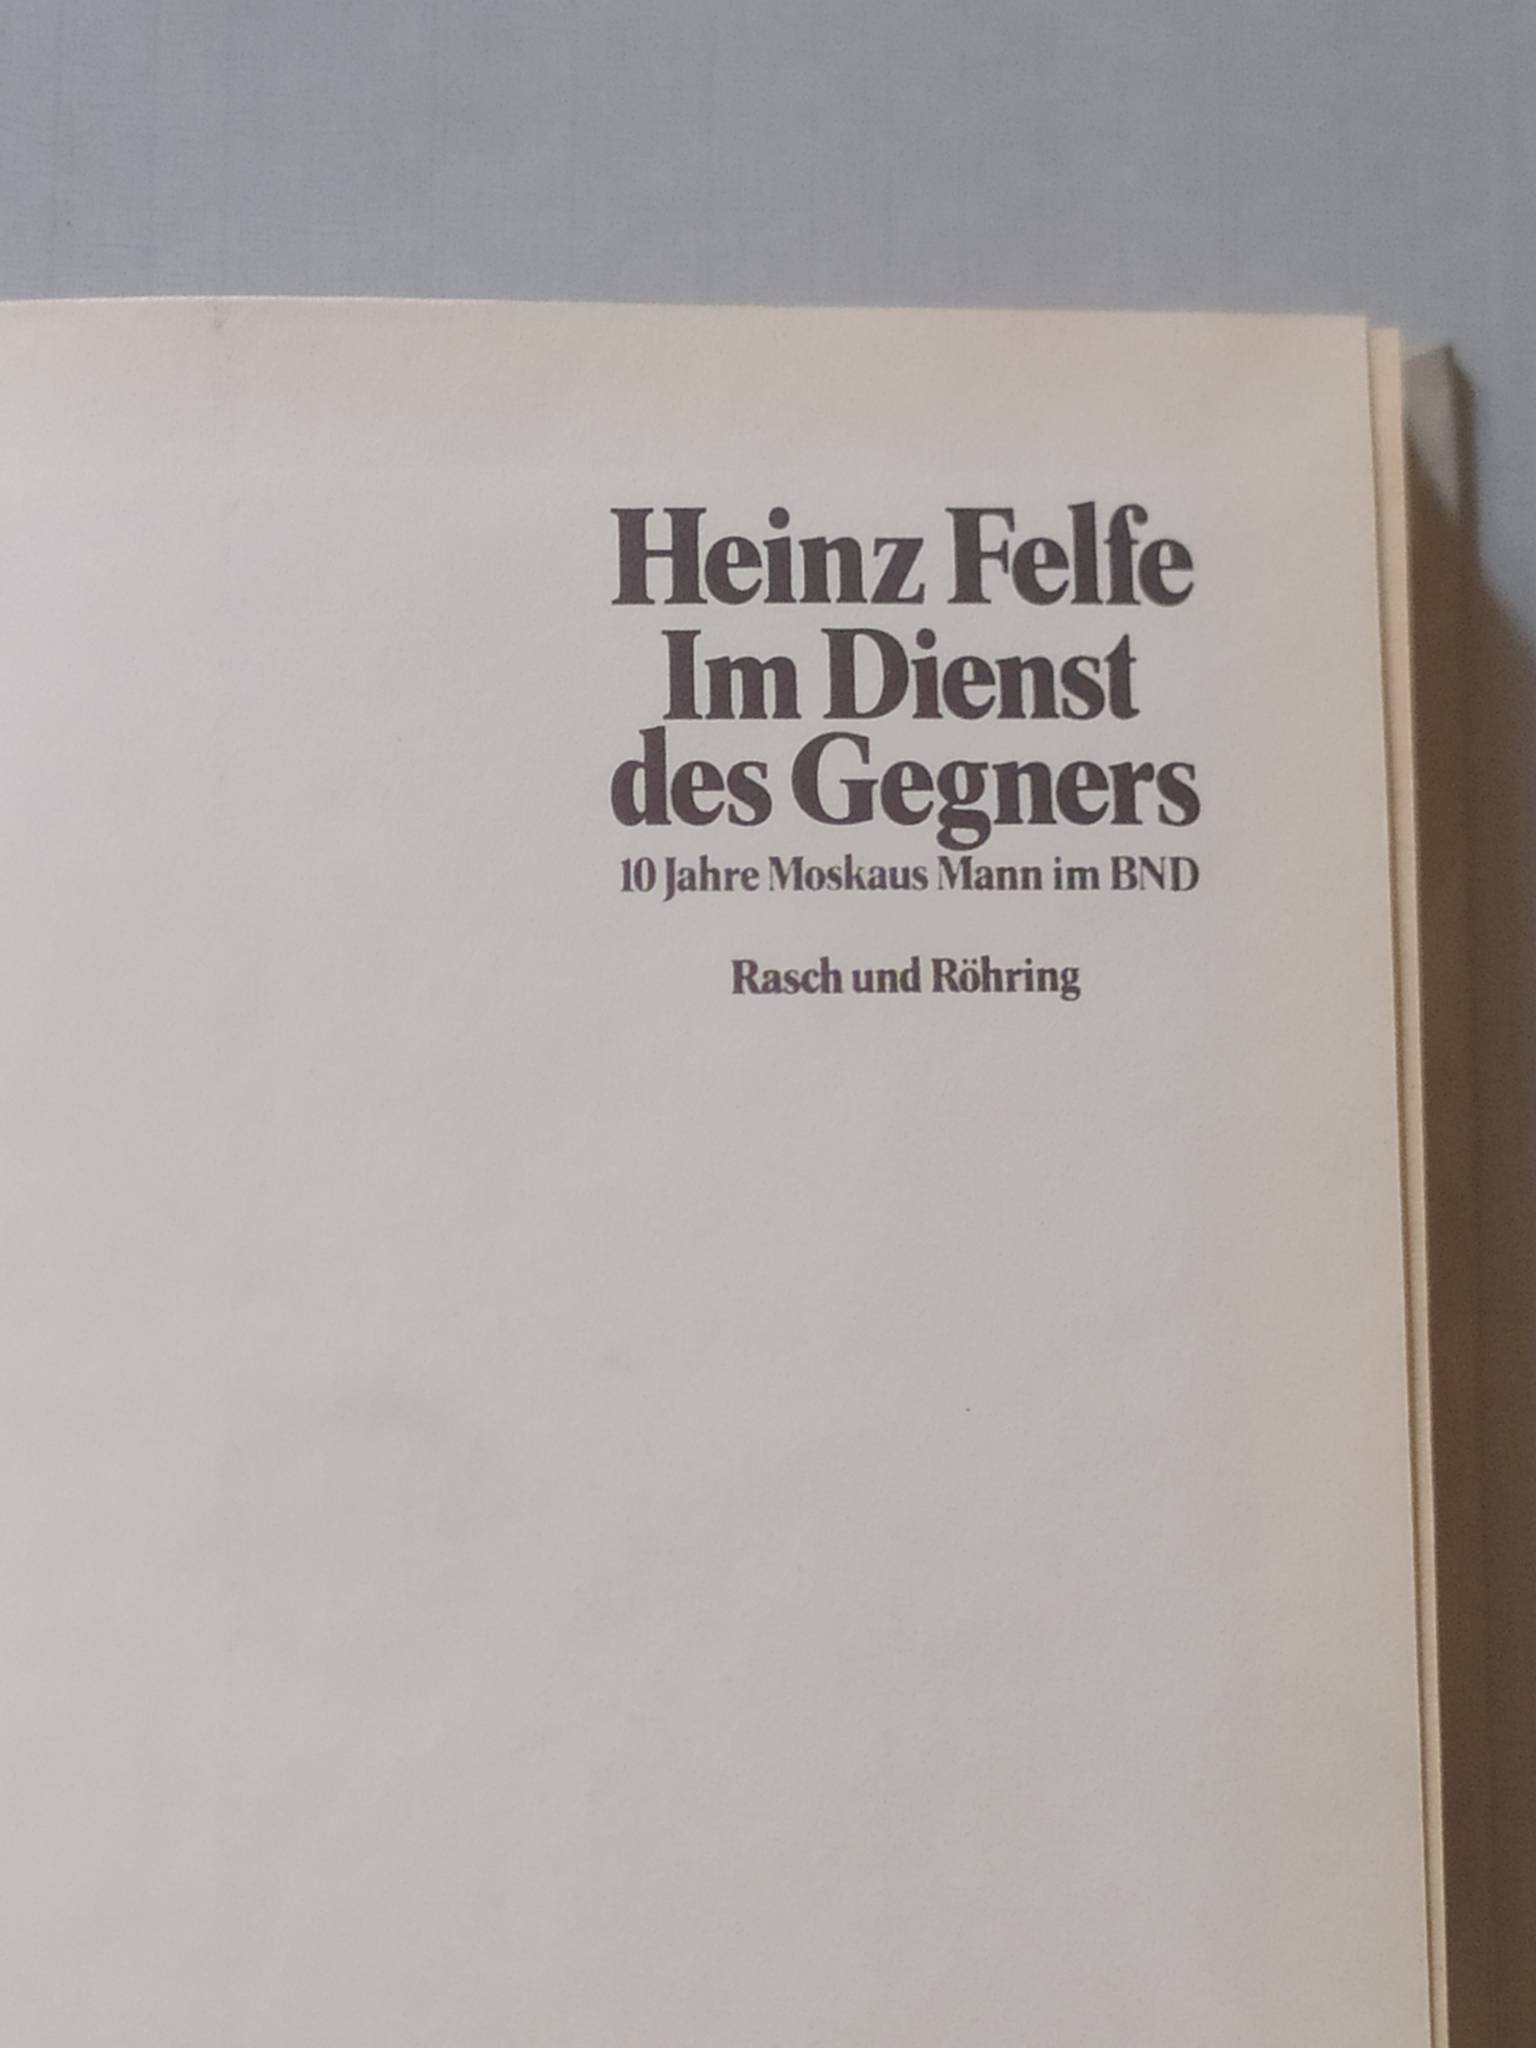 Heinz Felfe
Im Dienst
des Gegners
10 Jahre Moskaus Mann im BND
Rasch und Röhring